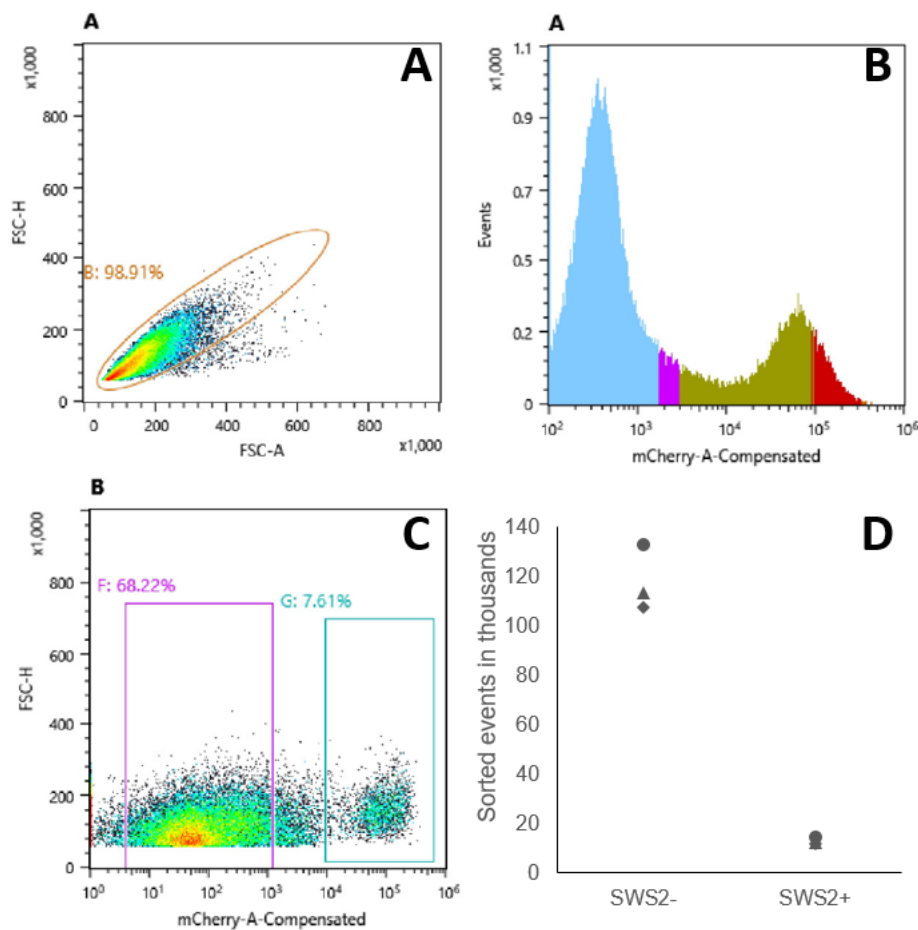 A
A
x1,000
800
600
400
200
0
FSC-H
B: 98.91%
0 200 400 600 800
x1,000
FSC-A
A
B
x1,000
1.1
0.9
0.7
0.5
0.2
0
Events
10² 10³ 10⁴ 10⁵ 10⁶
mCherry-A-Compensated
B
C
x1,000
800
600
400
200
0
FSC-H
F: 68.22%
G: 7.61%
10⁰ 10¹ 10² 10³ 10⁴ 10⁵ 10⁶
mCherry-A-Compensated
D
Sorted events in thousands
140
120
100
80
60
40
20
0
SWS2- SWS2+